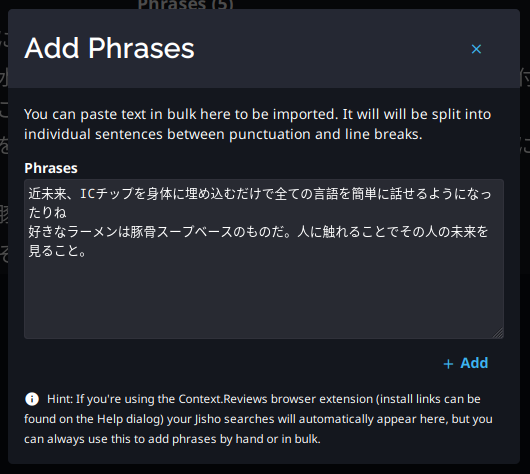 Phrases (5)
Add Phrases
You can paste text in bulk here to be imported. It will will be split into
individual sentences between punctuation and line breaks.
Phrases
近未来、ICチップを身体に埋め込むだけで全ての言語を簡単に話せるようになっ
たりね
好きなラーメンは豚骨スープベースのものだ。人に触れることでその人の未来を
見ること。
+ Add
Hint: If you're using the Context.Reviews browser extension (install links can be
found on the Help dialog) your Jisho searches will automatically appear here, but you
can always use this to add phrases by hand or in bulk.